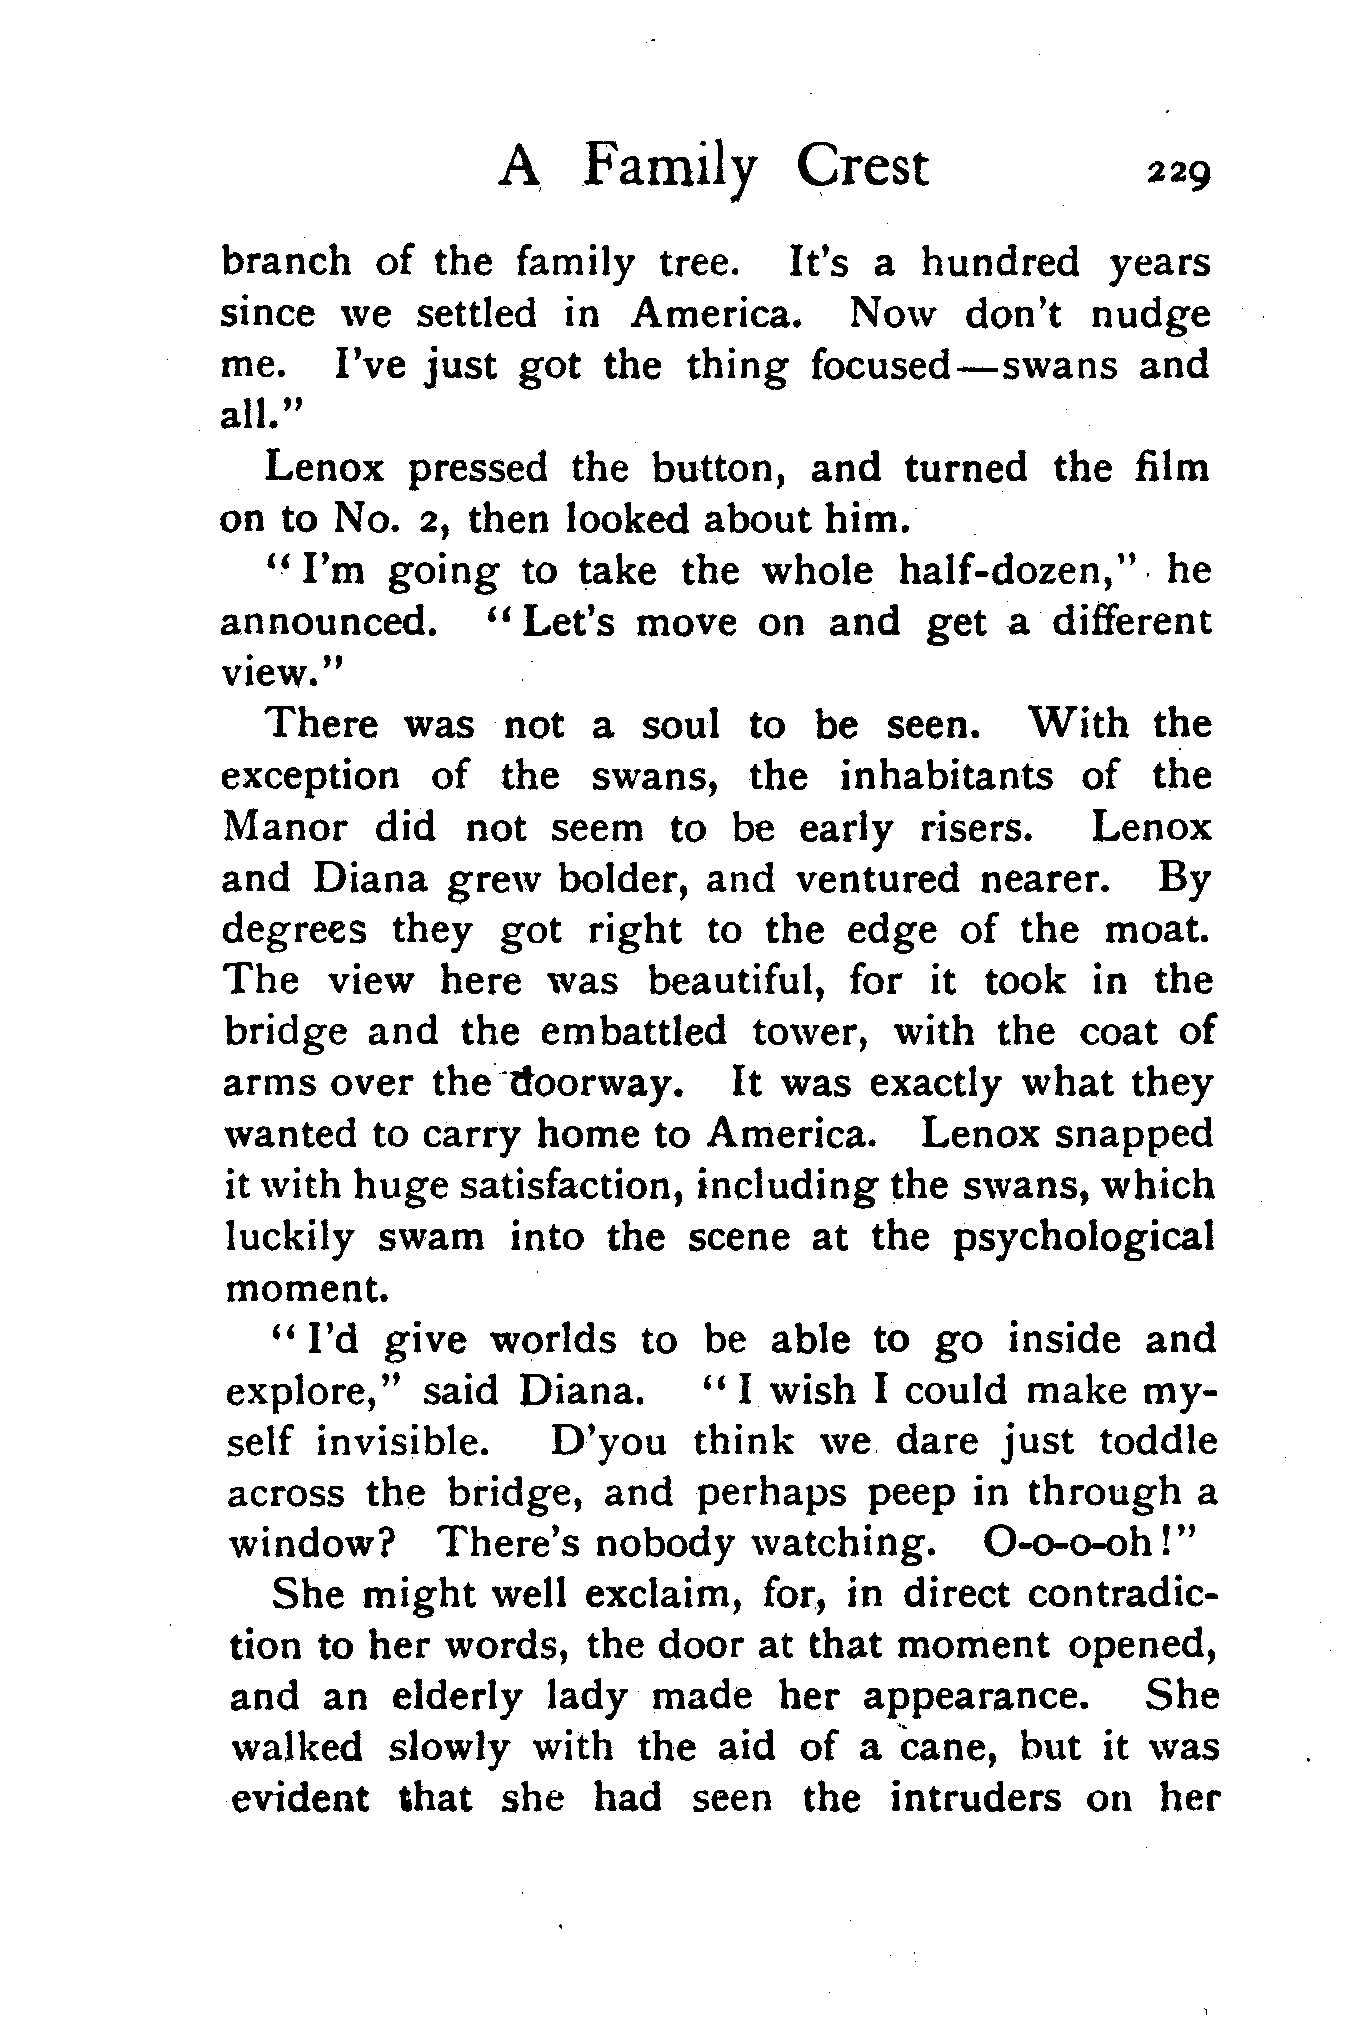 A Family Crest 229
branch of the family tree. It's a hundred years
since we settled in America. Now don't nudge
me. I've just got the thing focused—swans and
all."
Lenox pressed the button, and turned the film
on to No. 2, then looked about him.
"I'm going to take the whole half-dozen," he
announced. "Let's move on and get a different
view."
There was not a soul to be seen. With the
exception of the swans, the inhabitants of the
Manor did not seem to be early risers. Lenox
and Diana grew bolder, and ventured nearer. By
degrees they got right to the edge of the moat.
The view here was beautiful, for it took in the
bridge and the embattled tower, with the coat of
arms over the doorway. It was exactly what they
wanted to carry home to America. Lenox snapped
it with huge satisfaction, including the swans, which
luckily swam into the scene at the psychological
moment.
"I'd give worlds to be able to go inside and
explore," said Diana. "I wish I could make my-
self invisible. D'you think we dare just toddle
across the bridge, and perhaps peep in through a
window? There's nobody watching. O-o-o-oh!"
She might well exclaim, for, in direct contradic-
tion to her words, the door at that moment opened,
and an elderly lady made her appearance. She
walked slowly with the aid of a cane, but it was
evident that she had seen the intruders on her